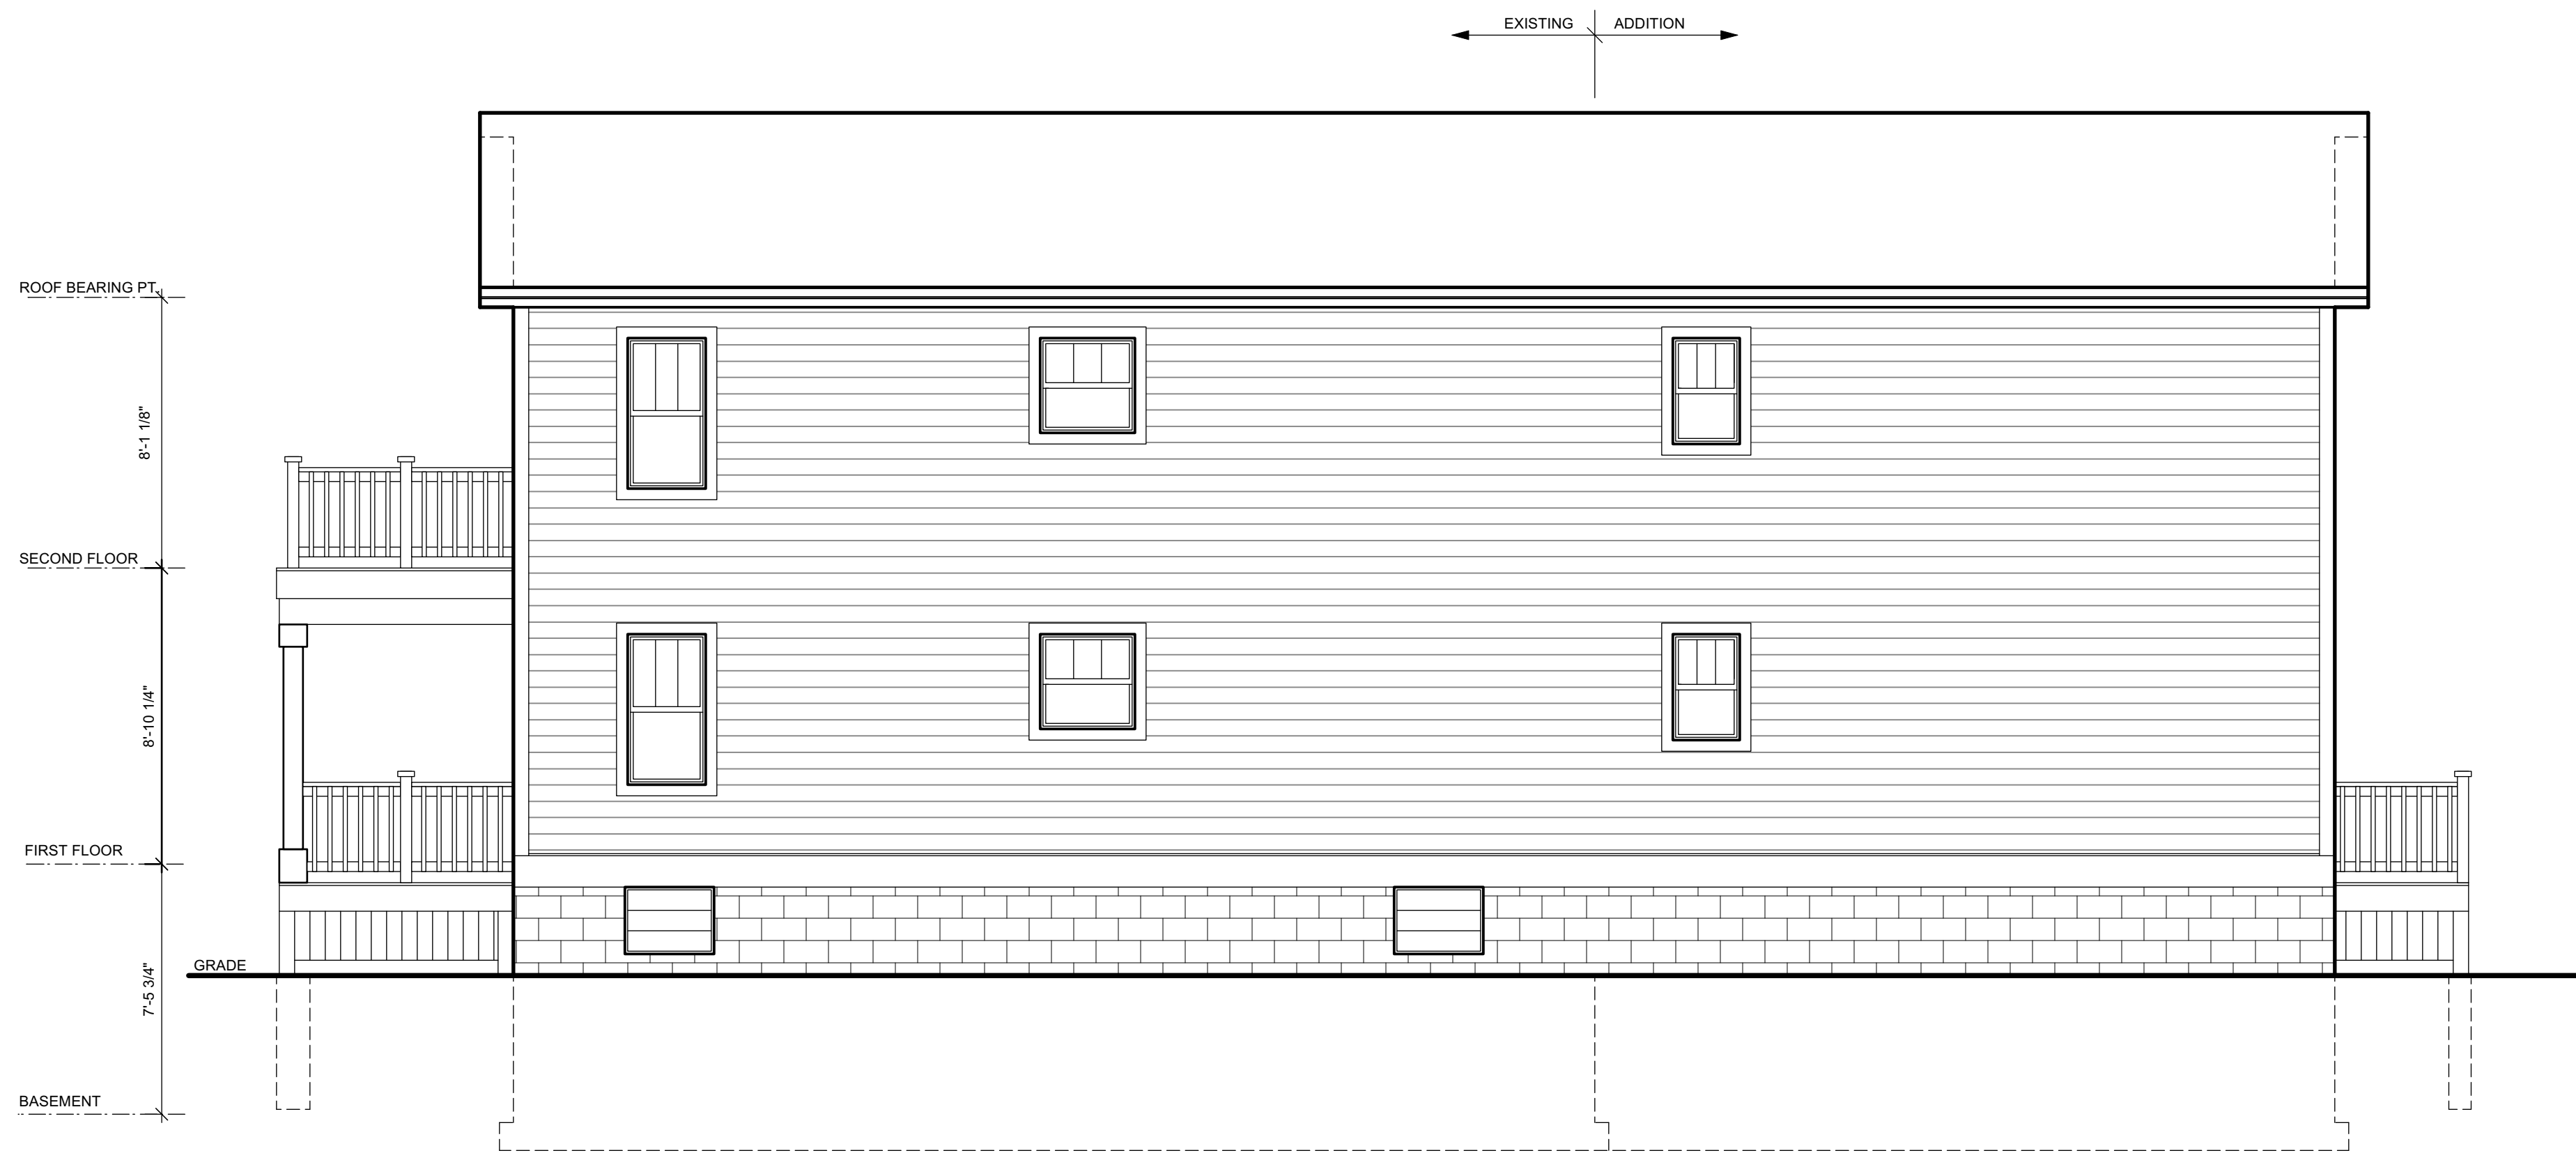 EXISTING ADDITION
ROOF BEARING PT.
8'-1 1/8"
SECOND FLOOR
8'-10 1/4"
FIRST FLOOR
GRADE
7'-5 3/4"
BASEMENT